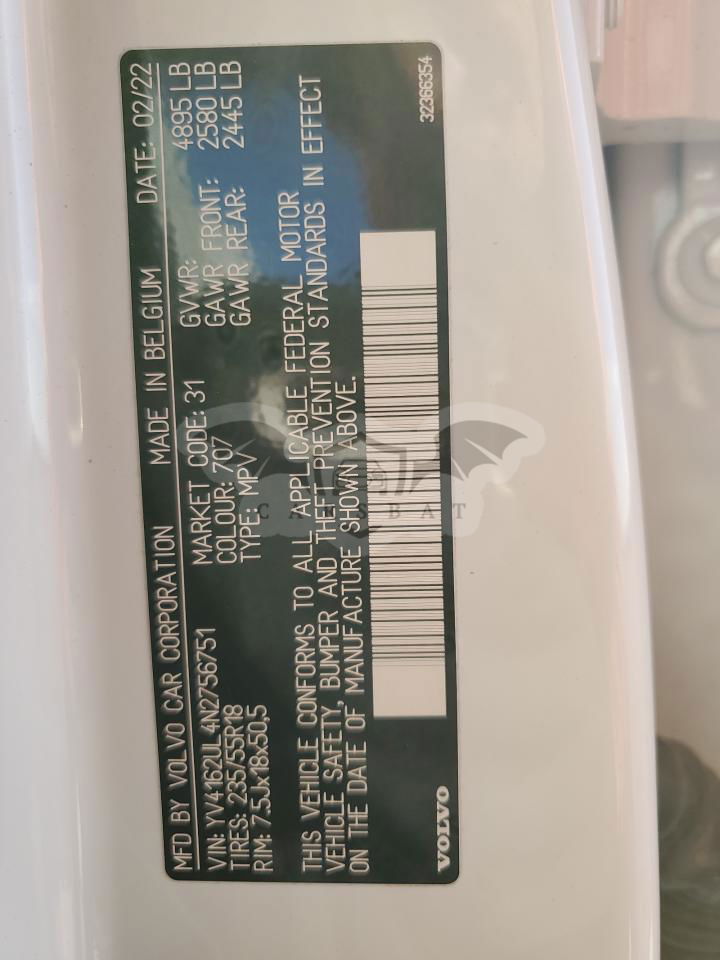 MFD BY VOLVO CAR CORPORATION MADE IN BELGIUM DATE: 02/22
VIN: YV4162UL4N2756751 MARKET CODE: 31 GVWR: 4895 LB
TIRES: 235/55R18 COLOUR: 707 GAWR FRONT: 2580 LB
RIM: 7.5Jx18x50,5 TYPE: MPV GAWR REAR: 2445 LB
THIS VEHICLE CONFORMS TO ALL APPLICABLE FEDERAL MOTOR
VEHICLE SAFETY, BUMPER AND THEFT PREVENTION STANDARDS IN EFFECT
ON THE DATE OF MANUFACTURE SHOWN ABOVE.
VOLVO 32366354
CARSBAT